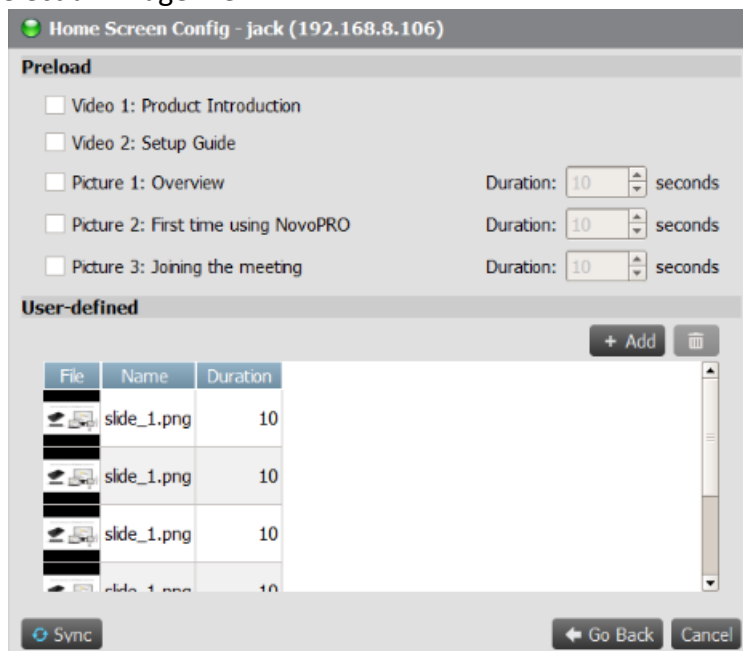 Home Screen Config - jack (192.168.8.106)
Preload
Video 1: Product Introduction
Video 2: Setup Guide
Picture 1: Overview Duration: 10 seconds
Picture 2: First time using NovoPRO Duration: 10 seconds
Picture 3: Joining the meeting Duration: 10 seconds
User-defined
+ Add
File Name Duration
slide_1.png 10
slide_1.png 10
slide_1.png 10
slide_1.png 10
Sync Go Back Cancel